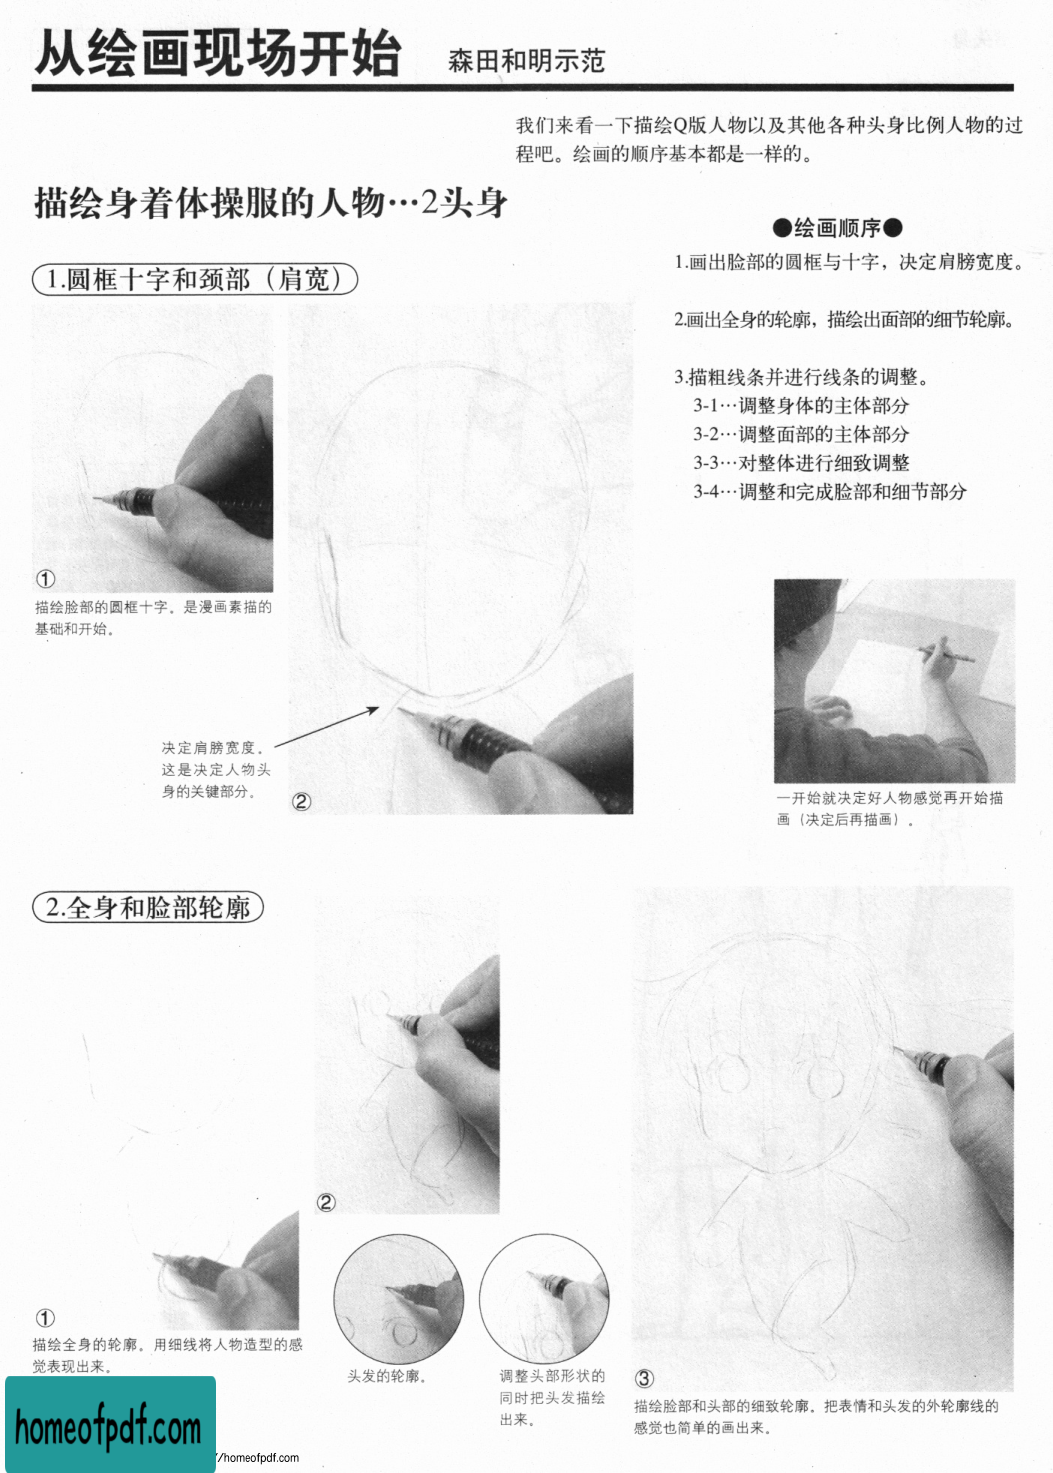 从绘画现场开始 森田和明示范
我们来看一下描绘Q版人物以及其他各种头身比例人物的过
程吧。绘画的顺序基本都是一样的。
描绘身着体操服的人物…2头身
●绘画顺序●
1.画出脸部的圆框与十字，决定肩膀宽度。
2.画出全身的轮廓，描绘出面部的细节轮廓。
3.描粗线条并进行线条的调整。
3-1…调整身体的主体部分
3-2…调整面部的主体部分
3-3…对整体进行细致调整
3-4…调整和完成脸部和细节部分
1.圆框十字和颈部（肩宽）
①
描绘脸部的圆框十字。是漫画素描的
基础和开始。
决定肩膀宽度。
这是决定人物头
身的关键部分。
②
一开始就决定好人物感觉再开始描
画（决定后再描画）。
2.全身和脸部轮廓
①
描绘全身的轮廓。用细线将人物造型的感
觉表现出来。
②
头发的轮廓。
调整头部形状的
同时把头发描绘
出来。
③
描绘脸部和头部的细致轮廓。把表情和头发的外轮廓线的
感觉也简单的画出来。
homeofpdf.com
//homeofpdf.com